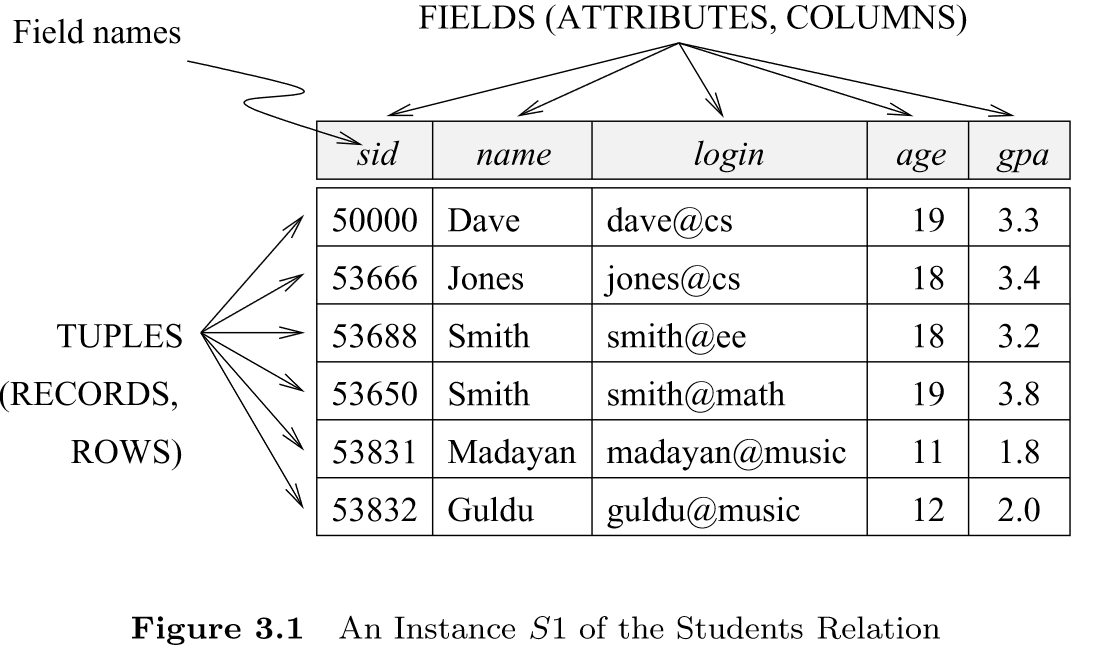 FIELDS (ATTRIBUTES, COLUMNS)
Field names
sid name login age gpa
50000 Dave dave@cs 19 3.3
53666 Jones jones@cs 18 3.4
53688 Smith smith@ee 18 3.2
53650 Smith smith@math 19 3.8
53831 Madayan madayan@music 11 1.8
53832 Guldu guldu@music 12 2.0
TUPLES
(RECORDS,
ROWS)
Figure 3.1 An Instance S1 of the Students Relation